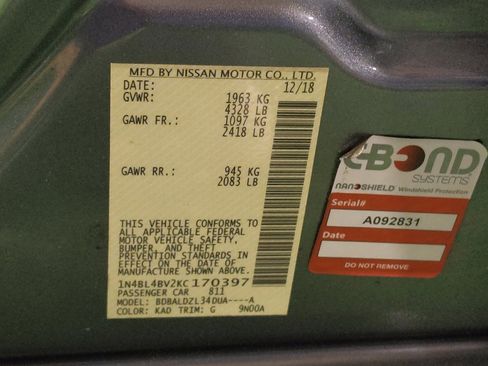 MFD BY NISSAN MOTOR CO., LTD.
DATE: 12/18
GVWR: 1963 KG
4328 LB
GAWR FR.: 1097 KG
2418 LB
GAWR RR.: 945 KG
2083 LB
THIS VEHICLE CONFORMS TO
ALL APPLICABLE FEDERAL
MOTOR VEHICLE SAFETY,
BUMPER, AND THEFT
PREVENTION STANDARDS IN
EFFECT ON THE DATE OF
MANUFACTURE SHOWN ABOVE.
1N4BL4BV2KC170397
PASSENGER CAR 811
MODEL: BDBALDZL34DUA----A
COLOR: KAD TRIM: G 9N00A
C-BOND
SYSTEMS
NANOSHIELD Windshield Protection
Serial#
A092831
Date
DO NOT REMOVE